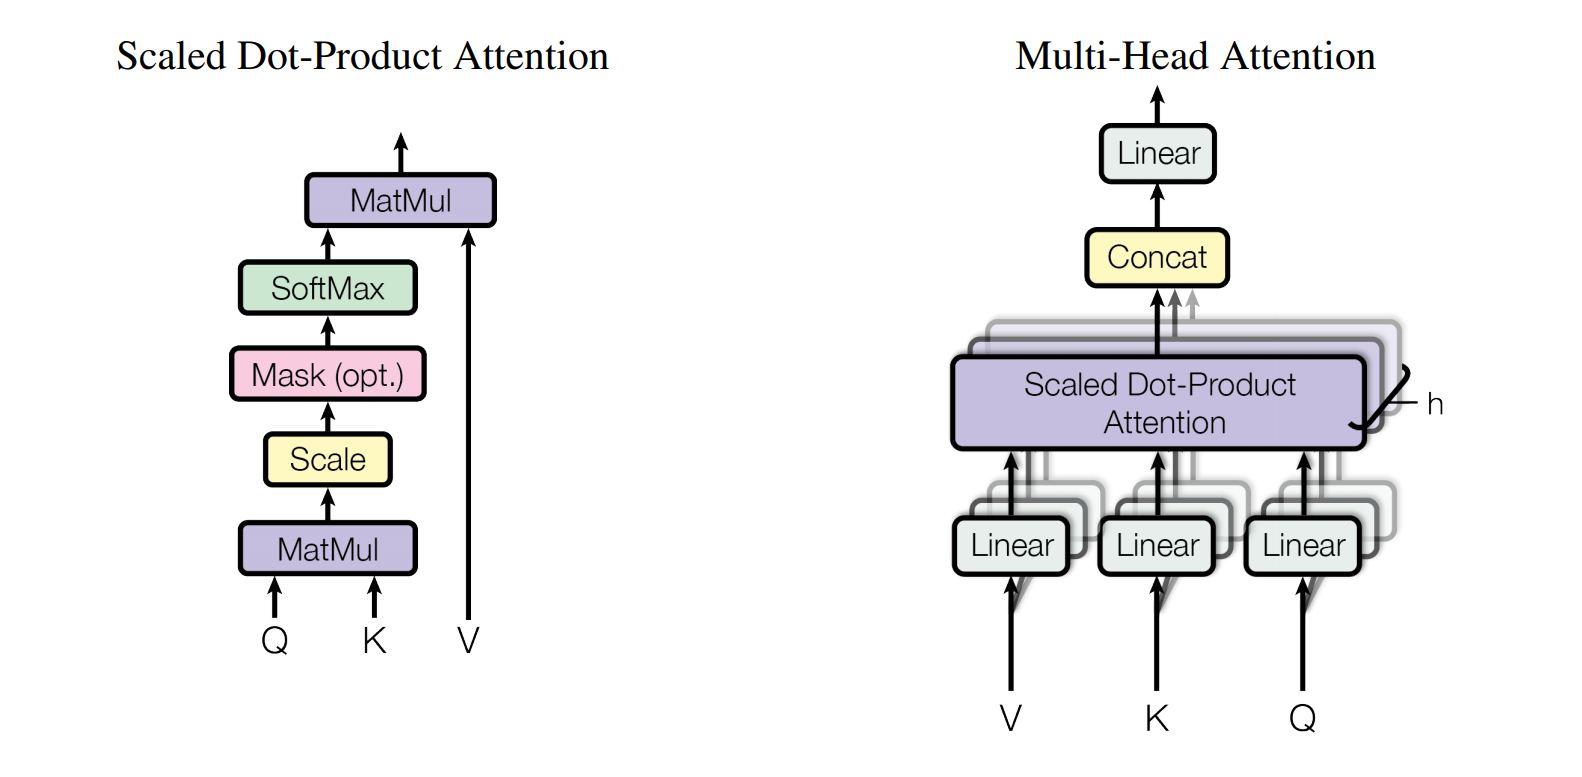 Scaled Dot-Product Attention
MatMul
SoftMax
Mask (opt.)
Scale
MatMul
Q K V
Multi-Head Attention
Linear
Concat
Scaled Dot-Product
Attention
h
Linear Linear Linear
V K Q